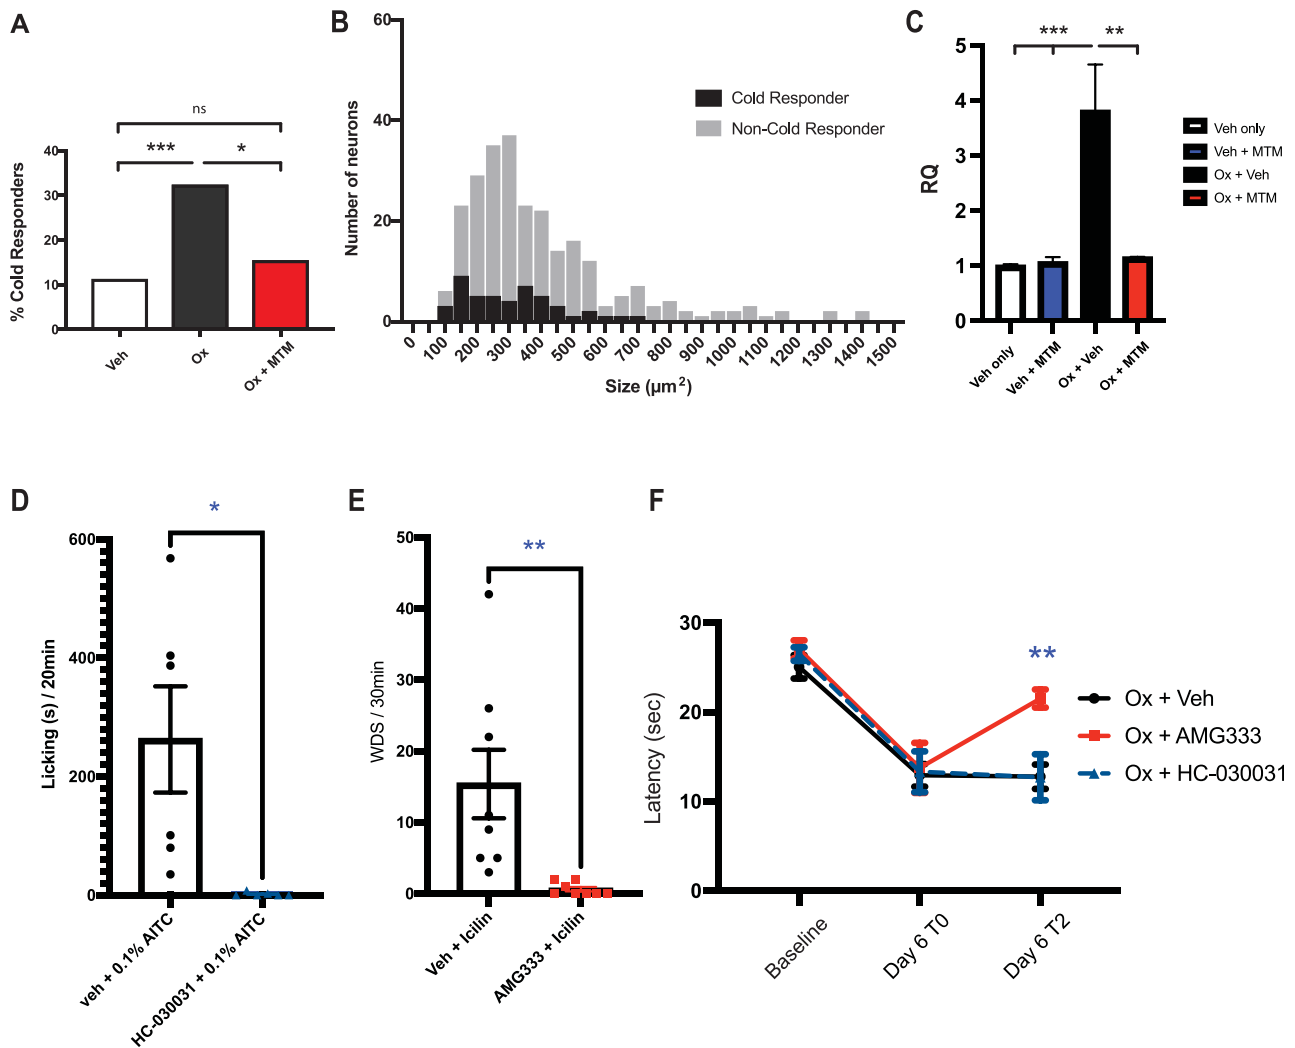 A
ns
***
*
40
30
20
10
0
% Cold Responders
Veh
Ox
Ox + MTM
B
60
40
20
0
Number of neurons
Cold Responder
Non-Cold Responder
0
100
200
300
400
500
600
700
800
900
1000
1100
1200
1300
1400
1500
Size (µm²)
C
***
**
5
4
3
2
1
0
RQ
Veh only
Veh + MTM
Ox + Veh
Ox + MTM
Veh only
Veh + MTM
Ox + Veh
Ox + MTM
D
*
600
400
200
0
Licking (s) / 20min
veh + 0.1% AITC
HC-030031 + 0.1% AITC
E
**
50
40
30
20
10
0
WDS / 30min
Veh + Icilin
AMG333 + Icilin
F
30
20
10
0
Latency (sec)
**
Baseline
Day 6 T0
Day 6 T2
Ox + Veh
Ox + AMG333
Ox + HC-030031